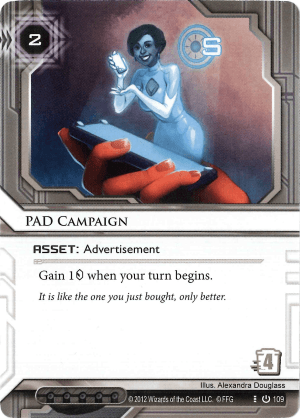 2
S
PAD CAMPAIGN
ASSET: Advertisement
Gain 1 when your turn begins.
It is like the one you just bought, only better.
4
Illus. Alexandra Douglass
© 2012 Wizards of the Coast LLC. © FFG 109